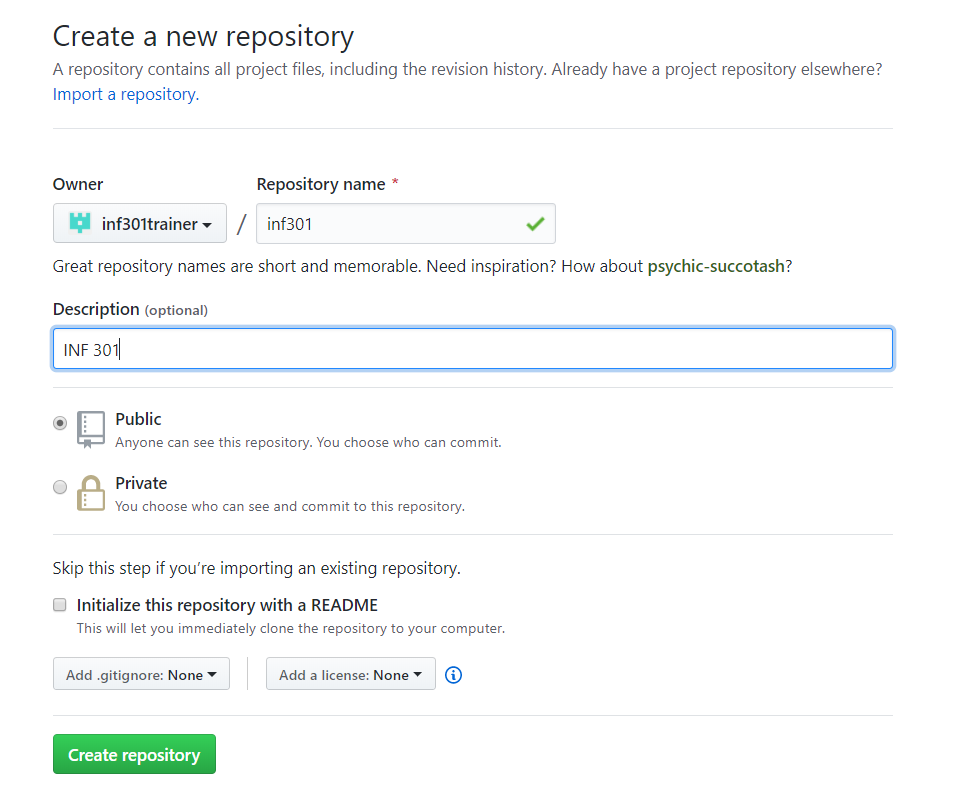 Create a new repository
A repository contains all project files, including the revision history. Already have a project repository elsewhere?
Import a repository.
Owner
Repository name *
inf301trainer / inf301
Great repository names are short and memorable. Need inspiration? How about psychic-succotash?
Description (optional)
INF 301
Public
Anyone can see this repository. You choose who can commit.
Private
You choose who can see and commit to this repository.
Skip this step if you’re importing an existing repository.
Initialize this repository with a README
This will let you immediately clone the repository to your computer.
Add .gitignore: None
Add a license: None
Create repository